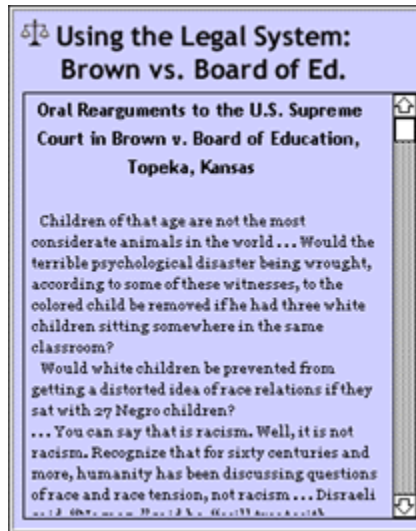 Using the Legal System:
Brown vs. Board of Ed.
Oral Rearguments to the U.S. Supreme
Court in Brown v. Board of Education,
Topeka, Kansas
Children of that age are not the most
considerate animals in the world ... Would the
terrible psychological disaster being wrought,
according to some of these witnesses, to the
colored child be removed if he had three white
children sitting somewhere in the same
classroom?
Would white children be prevented from
getting a distorted idea of race relations if they
sat with 27 Negro children?
... You can say that is racism. Well, it is not
racism. Recognize that for sixty centuries and
more, humanity has been discussing questions
of race and race tension, not racism ... Disraeli